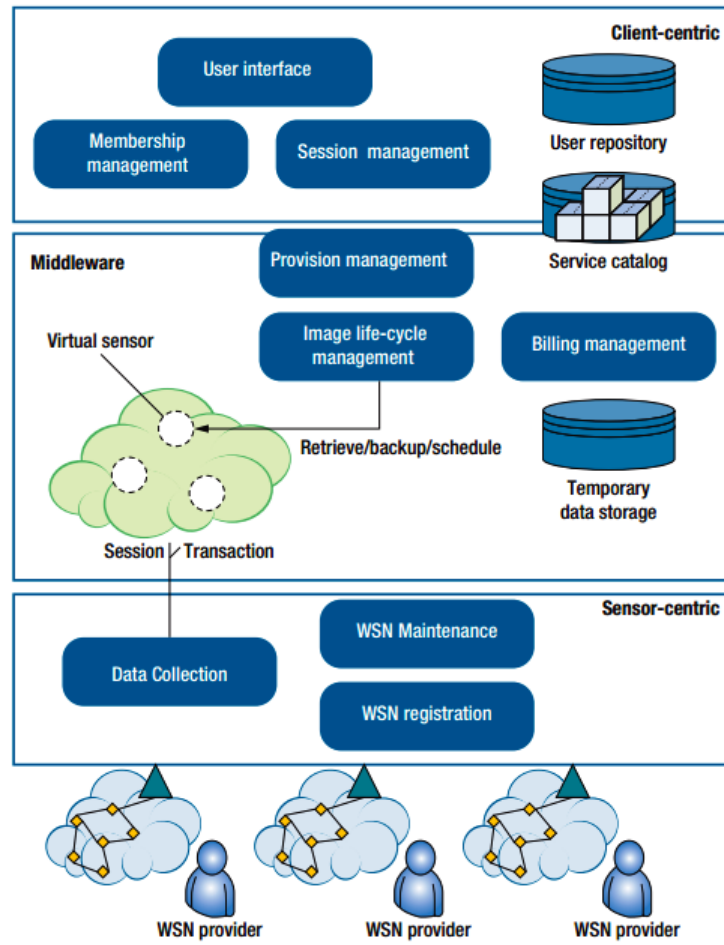 Client-centric
User interface
Membership
management
Session management
User repository
Service catalog
Middleware
Provision management
Virtual sensor
Image life-cycle
management
Billing management
Retrieve/backup/schedule
Temporary
data storage
Session
Transaction
Sensor-centric
WSN Maintenance
Data Collection
WSN registration
WSN provider
WSN provider
WSN provider